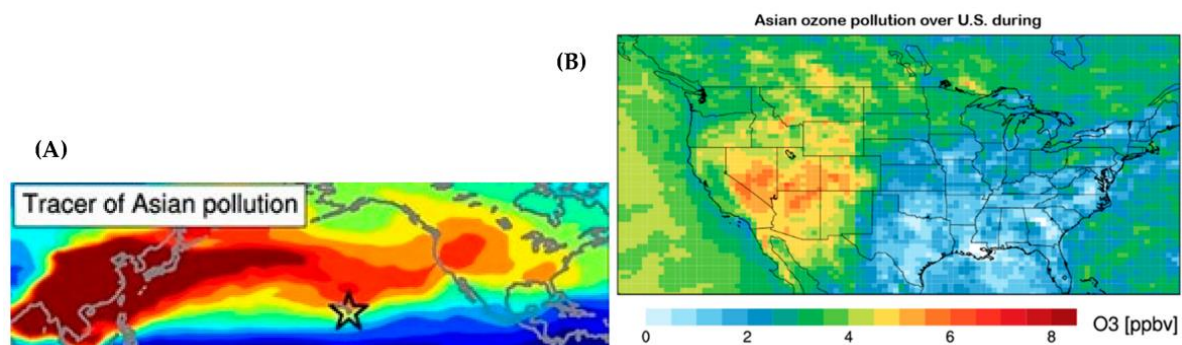 Asian ozone pollution over U.S. during
(B)
(A)
Tracer of Asian pollution
0 2 4 6 8 O3 [ppbv]